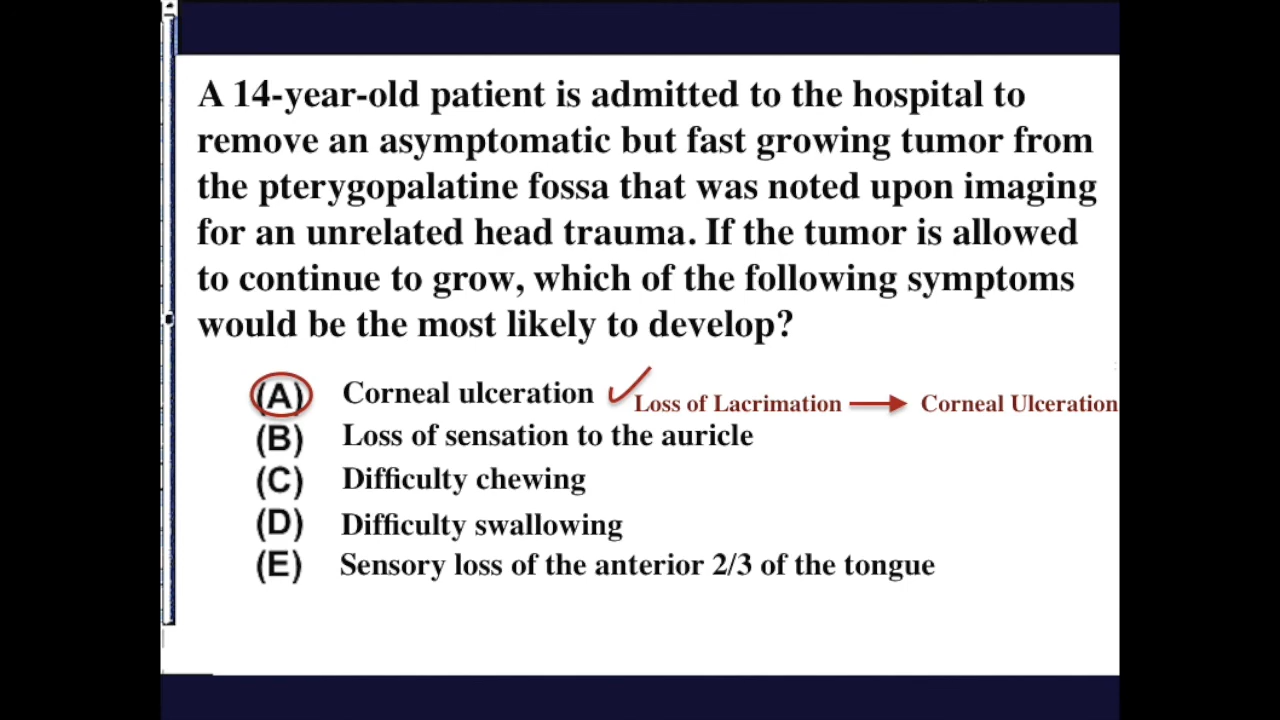 A 14-year-old patient is admitted to the hospital to
remove an asymptomatic but fast growing tumor from
the pterygopalatine fossa that was noted upon imaging
for an unrelated head trauma. If the tumor is allowed
to continue to grow, which of the following symptoms
would be the most likely to develop?
(A) Corneal ulceration Loss of Lacrimation Corneal Ulceration
(B) Loss of sensation to the auricle
(C) Difficulty chewing
(D) Difficulty swallowing
(E) Sensory loss of the anterior 2/3 of the tongue